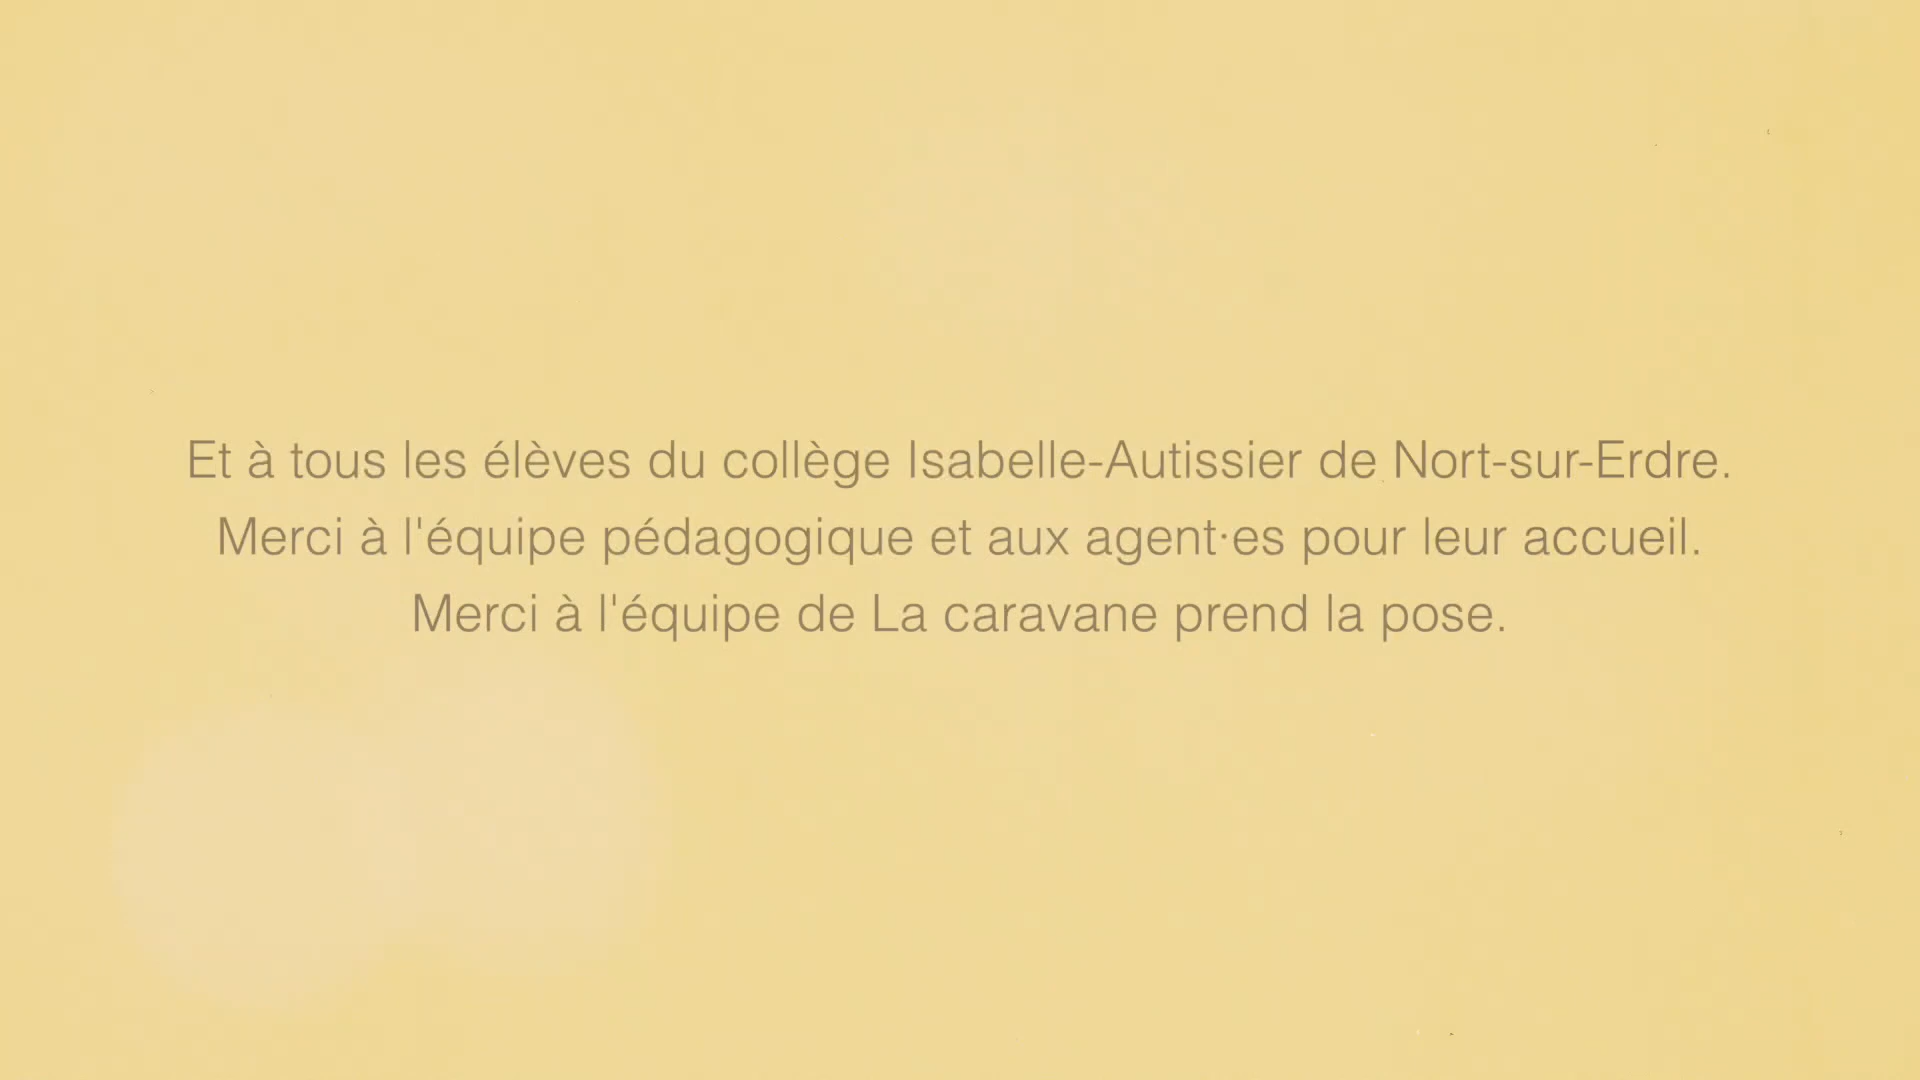 Et à tous les élèves du collège Isabelle-Autissier de Nort-sur-Erdre.
Merci à l'équipe pédagogique et aux agent·es pour leur accueil.
Merci à l'équipe de La caravane prend la pose.